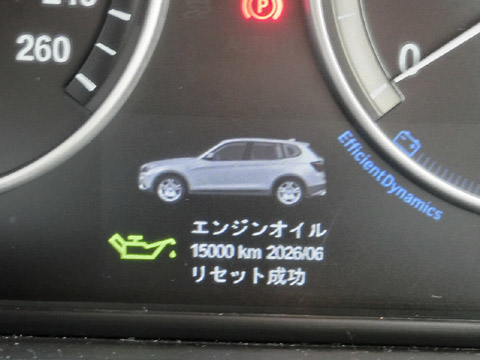 260
P
0
EfficientDynamics
エンジンオイル
15000 km 2026/06
リセット成功